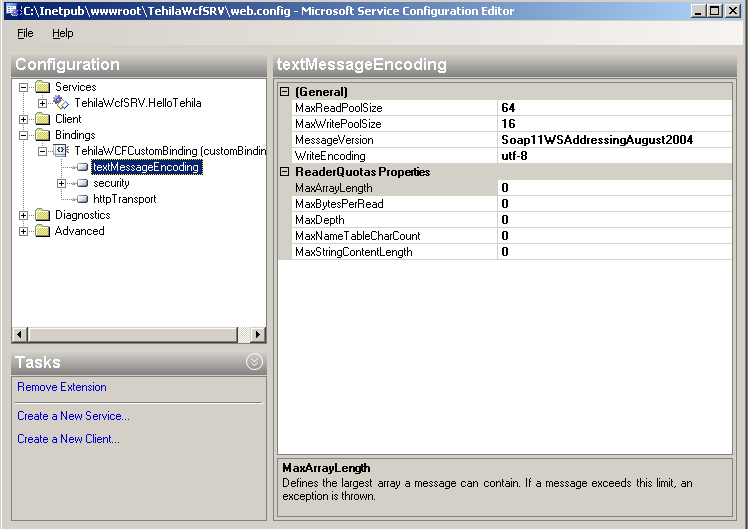 C:\Inetpub\wwwroot\TehilaWcfSRV\web.config - Microsoft Service Configuration Editor
File Help
Configuration
Services
TehilaWcfSRV.HelloTehila
Client
Bindings
TehilaWCFCustomBinding (customBindin
textMessageEncoding
security
httpTransport
Diagnostics
Advanced
Tasks
Remove Extension
Create a New Service...
Create a New Client...
textMessageEncoding
(General)
MaxReadPoolSize 64
MaxWritePoolSize 16
MessageVersion Soap11WSAddressingAugust2004
WriteEncoding utf-8
ReaderQuotas Properties
MaxArrayLength 0
MaxBytesPerRead 0
MaxDepth 0
MaxNameTableCharCount 0
MaxStringContentLength 0
MaxArrayLength
Defines the largest array a message can contain. If a message exceeds this limit, an
exception is thrown.